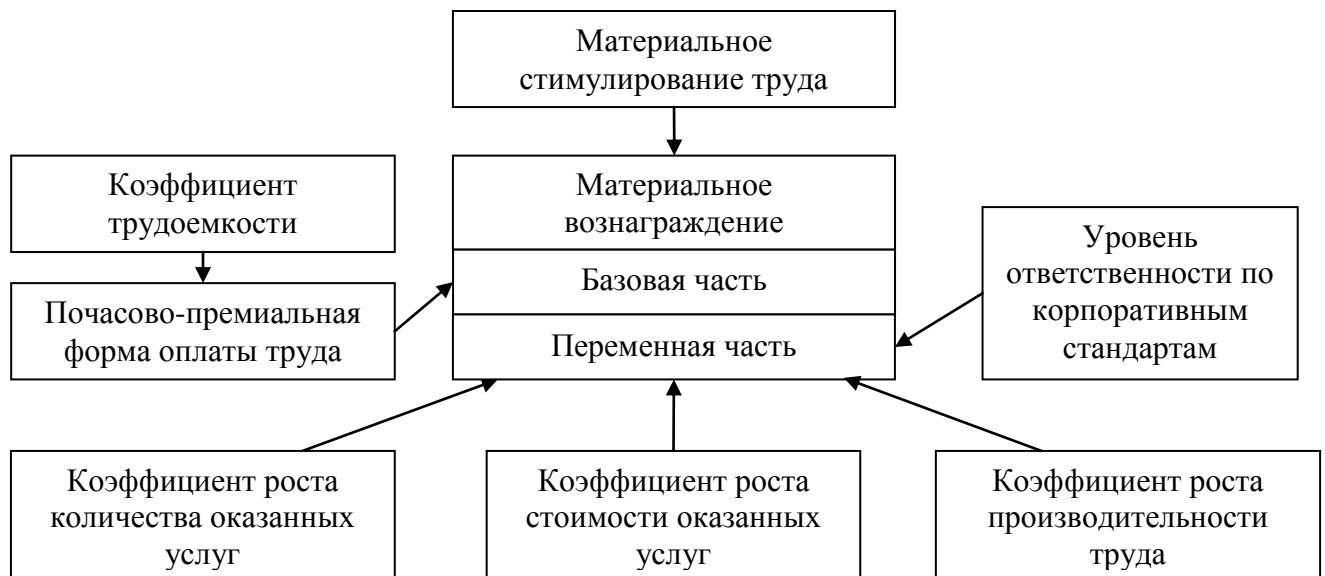 Материальное
стимулирование труда
Коэффициент
трудоемкости
Материальное
вознаграждение
Уровень
ответственности по
корпоративным
стандартам
Базовая часть
Почасово-премиальная
форма оплаты труда
Переменная часть
Коэффициент роста
количества оказанных
услуг
Коэффициент роста
стоимости оказанных
услуг
Коэффициент роста
производительности
труда